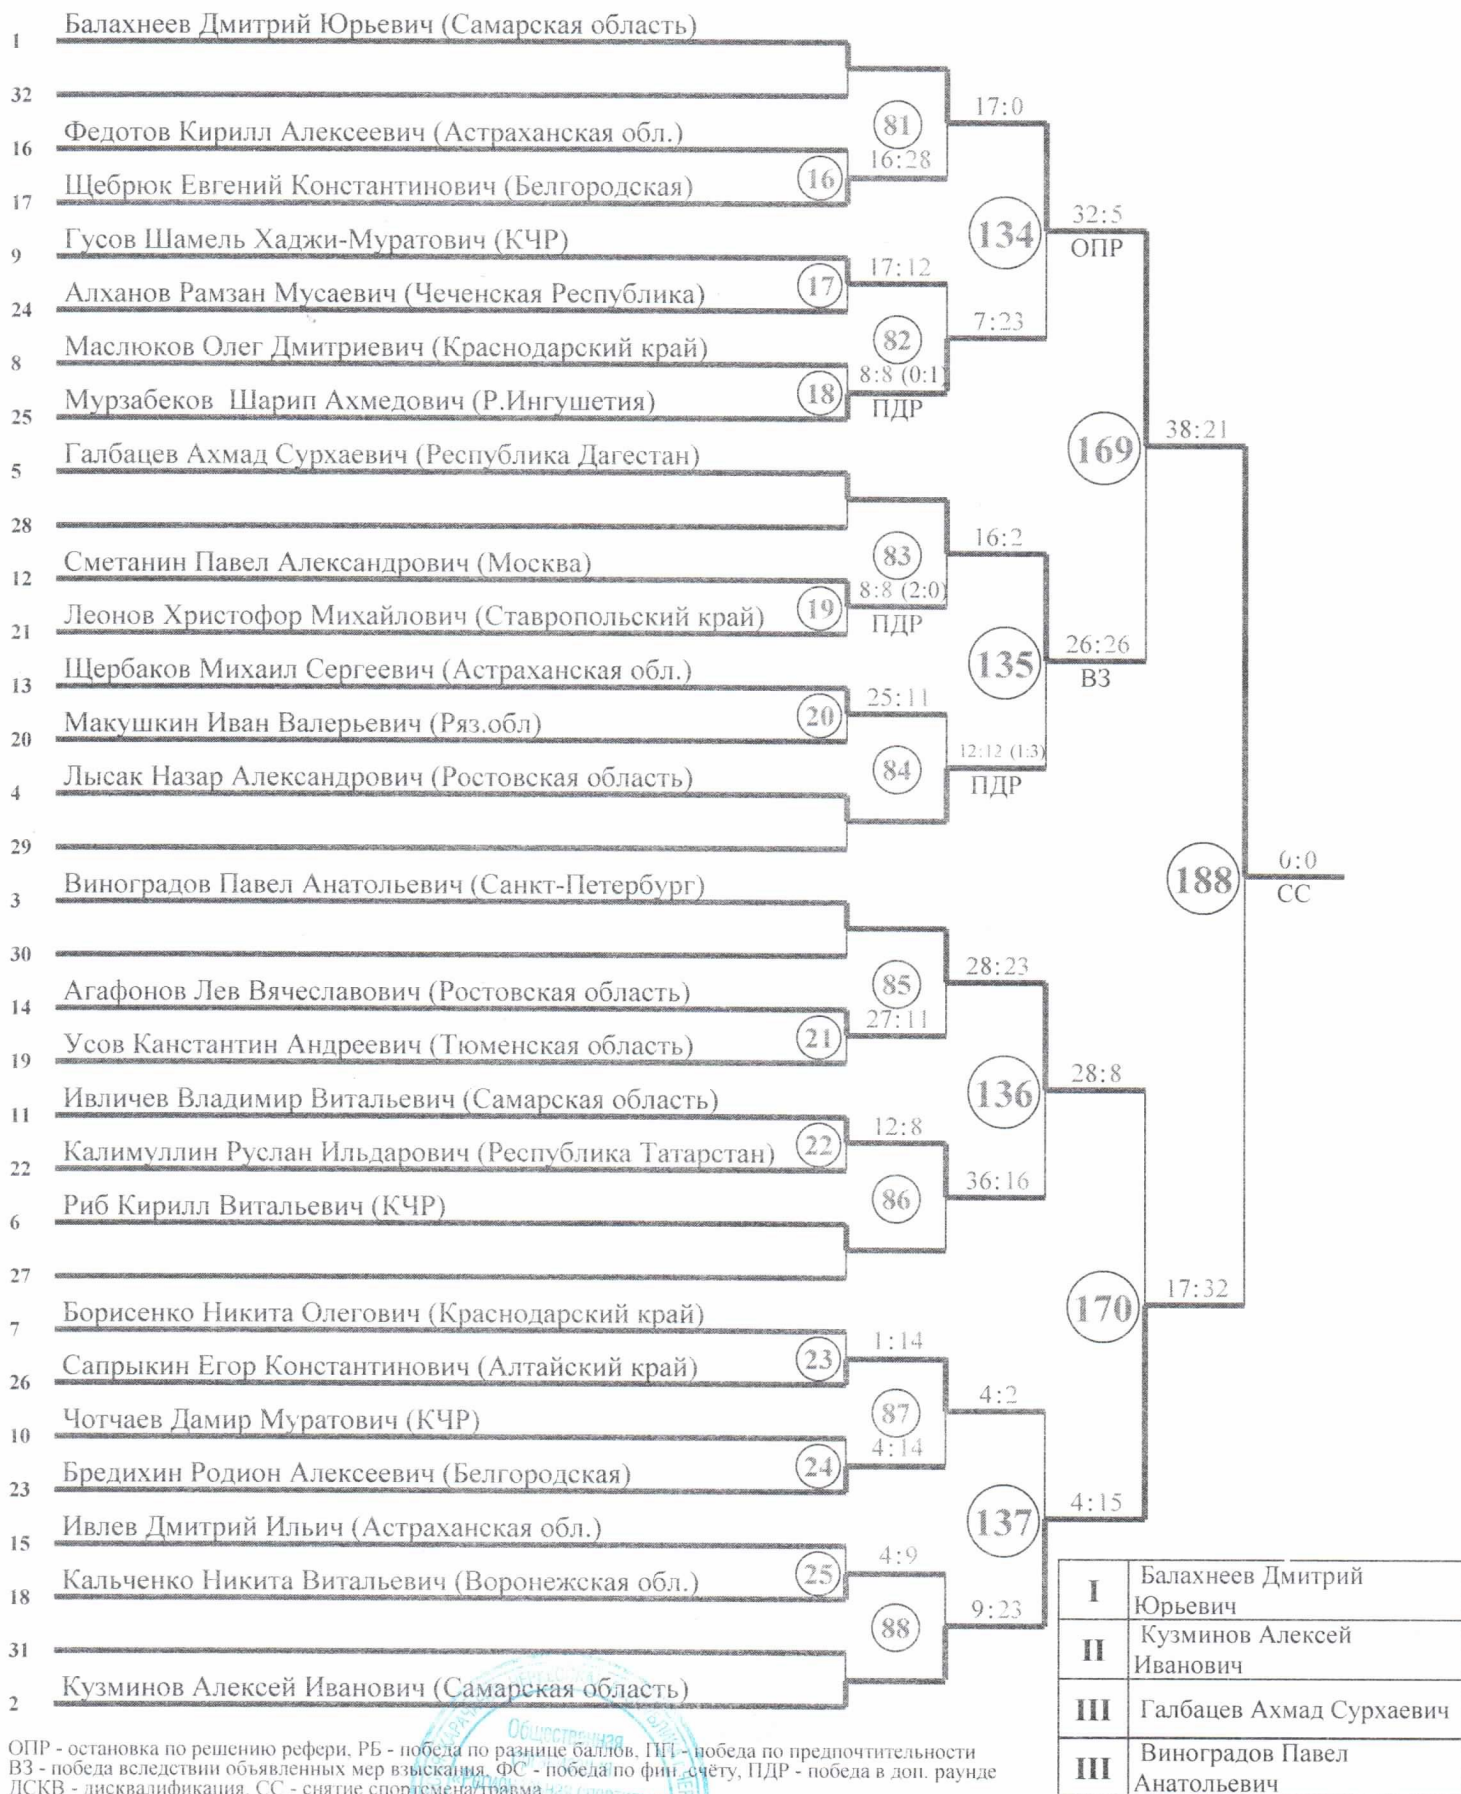 Балахнеев Дмитрий Юрьевич (Самарская область)
1
32
17:0
Федотов Кирилл Алексеевич (Астраханская обл.)
81
16
16:28
Щебрюк Евгений Константинович (Белгородская)
16
17
134
32:5
ОПР
Гусов Шамель Хаджи-Муратович (КЧР)
9
17:12
Алханов Рамзан Мусаевич (Чеченская Республика)
17
24
7:23
Маслюков Олег Дмитриевич (Краснодарский край)
82
8
8:8 (0:1)
Мурзабеков Шарип Ахмедович (Р.Ингушетия)
18
ПДР
25
169
38:21
Галбацев Ахмад Сурхаевич (Республика Дагестан)
5
28
16:2
Сметанин Павел Александрович (Москва)
83
12
8:8 (2:0)
Леонов Христофор Михайлович (Ставропольский край)
19
ПДР
21
135
26:26
ВЗ
Щербаков Михаил Сергеевич (Астраханская обл.)
13
25:11
Макушкин Иван Валерьевич (Ряз.обл)
20
20
12:12 (1:3)
ПДР
Лысак Назар Александрович (Ростовская область)
84
4
29
188
0:0
СС
Виноградов Павел Анатольевич (Санкт-Петербург)
3
30
28:23
Агафонов Лев Вячеславович (Ростовская область)
85
14
27:11
Усов Канстантин Андреевич (Тюменская область)
21
19
136
28:8
Ивличев Владимир Витальевич (Самарская область)
11
12:8
Калимуллин Руслан Ильдарович (Республика Татарстан)
22
22
36:16
Риб Кирилл Витальевич (КЧР)
86
6
27
170
17:32
Борисенко Никита Олегович (Краснодарский край)
7
1:14
Сапрыкин Егор Константинович (Алтайский край)
23
26
4:2
Чотчаев Дамир Муратович (КЧР)
87
10
4:14
Бредихин Родион Алексеевич (Белгородская)
24
23
137
4:15
Ивлев Дмитрий Ильич (Астраханская обл.)
15
4:9
Кальченко Никита Витальевич (Воронежская обл.)
25
18
9:23
88
31
Кузминов Алексей Иванович (Самарская область)
2
I Балахнеев Дмитрий
Юрьевич
II Кузминов Алексей
Иванович
III Галбацев Ахмад Сурхаевич
III Виноградов Павел
Анатольевич
Общественная
ОПР - остановка по решению рефери, РБ - победа по разнице баллов, ПП - победа по предпочтительности
ВЗ - победа вследствии объявленных мер взыскания, ФС - победа по фин. счёту, ПДР - победа в доп. раунде
ДСКВ - дисквалификация, СС - снятие спортсмена/травма